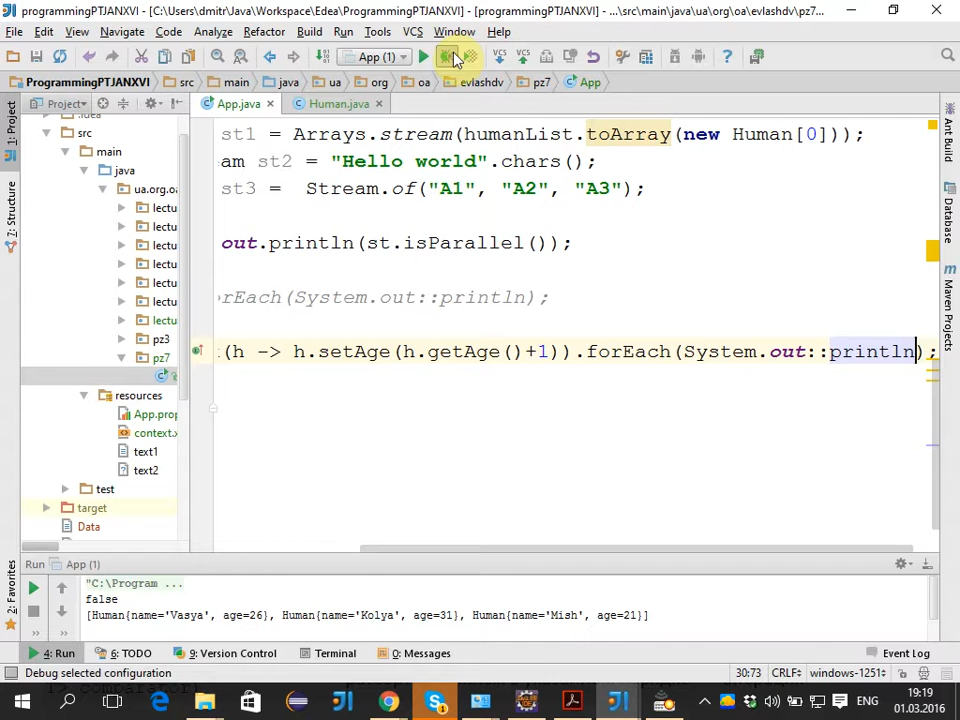 programmingPTJANXVI - [C:\Users\dmitr\Java\Workspace\Edea\ProgrammingPTJANXVI] - [programmingPTJANXVI] - ...\src\main\java\ua\org\oa\evlashdv\pz7...
File Edit View Navigate Code Analyze Refactor Build Run Tools VCS Window Help
App (1)
VCS VCS
ProgrammingPTJANXVI src main java ua org oa evlashdv pz7 App
1: Project
7: Structure
2: Favorites
Project
App.java Human.java
src
main
java
ua.org.oa
lectu
lectu
lectu
lectu
lectu
lectu
lectu
pz3
pz7
resources
App.prop
context.x
text1
text2
test
target
Data
st1 = Arrays.stream(humanList.toArray(new Human[0]));
am st2 = "Hello world".chars();
st3 = Stream.of("A1", "A2", "A3");
out.println(st.isParallel());
orEach(System.out::println);
(h -> h.setAge(h.getAge()+1)).forEach(System.out::println);
Ant Build
Database
Maven Projects
Run App (1)
"C:\Program ...
false
[Human{name='Vasya', age=26}, Human{name='Kolya', age=31}, Human{name='Mish', age=21}]
4: Run 6: TODO 9: Version Control Terminal 0: Messages Event Log
Debug selected configuration 30:73 CRLF÷ windows-1251÷
ENG 19:19
01.03.2016